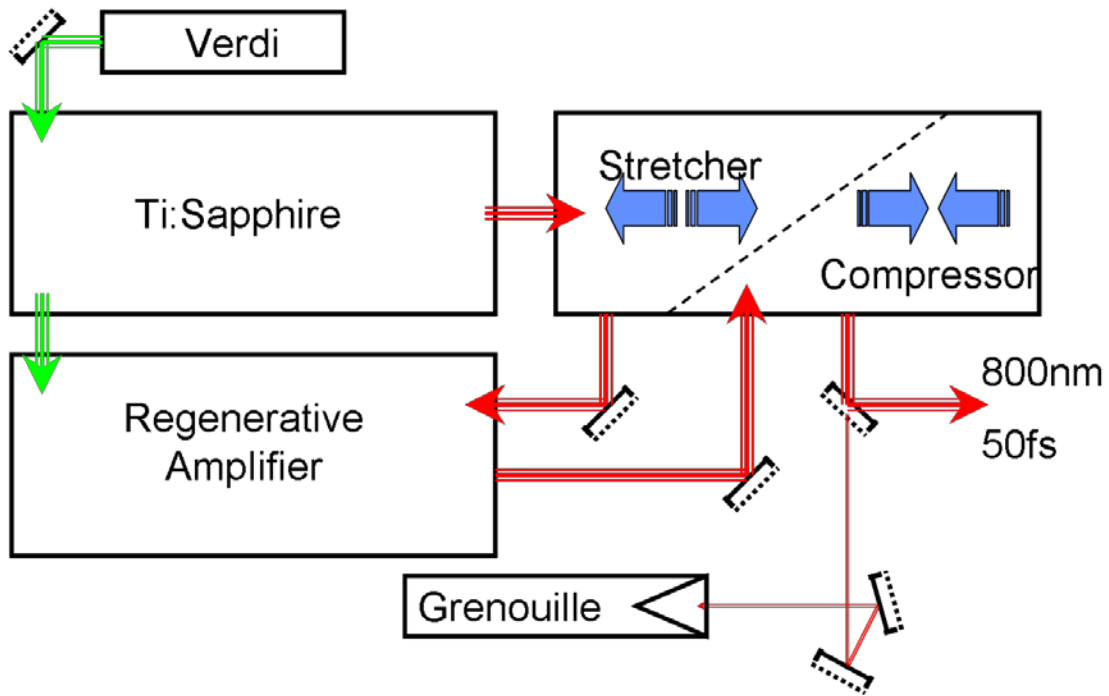 Verdi
Ti:Sapphire
Stretcher
Compressor
Regenerative
Amplifier
800nm
50fs
Grenouille